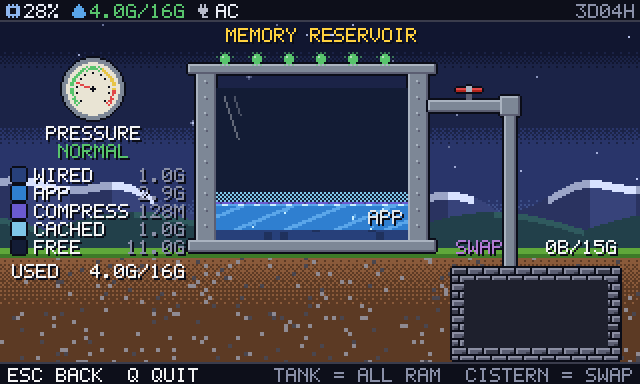 28% 4.0G/16G AC 3D04H
MEMORY RESERVOIR
PRESSURE
NORMAL
WIRED 1.0G
APP 9G
COMPRESS 128M
CACHED 1.0G
FREE 11.0G
USED 4.0G/16G
APP
SWAP 0B/15G
ESC BACK Q QUIT TANK = ALL RAM CISTERN = SWAP